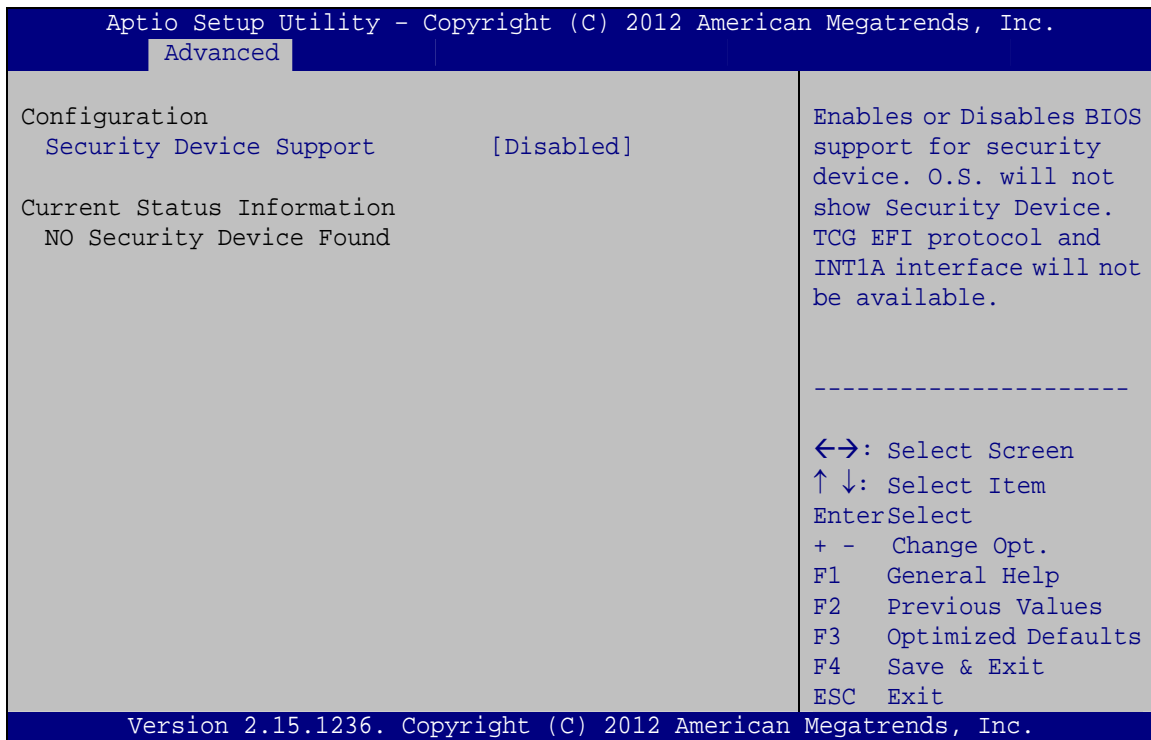 Aptio Setup Utility – Copyright (C) 2012 American Megatrends, Inc.
Advanced
Configuration
Security Device Support [Disabled]
Current Status Information
NO Security Device Found
Enables or Disables BIOS
support for security
device. O.S. will not
show Security Device.
TCG EFI protocol and
INT1A interface will not
be available.
-----------------------
←→: Select Screen
↑ ↓: Select Item
EnterSelect
+ - Change Opt.
F1 General Help
F2 Previous Values
F3 Optimized Defaults
F4 Save & Exit
ESC Exit
Version 2.15.1236. Copyright (C) 2012 American Megatrends, Inc.